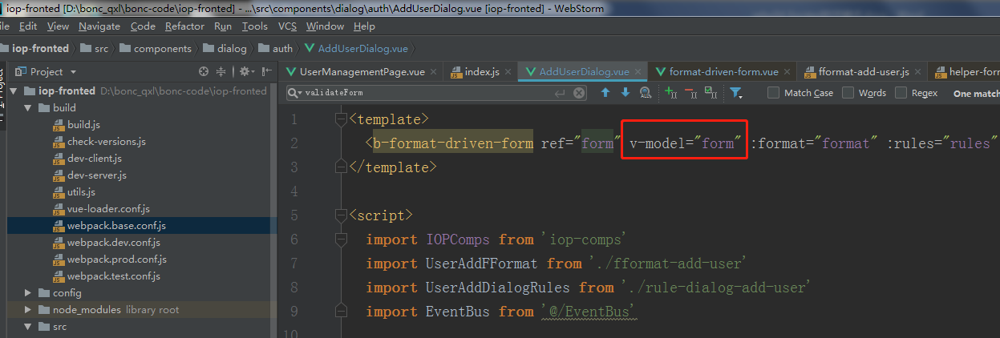 iop-fronted [D:\bonc_qxl\bonc-code\iop-fronted] - ...\src\components\dialog\auth\AddUserDialog.vue [iop-fronted] - WebStorm
Edit View Navigate Code Refactor Run Tools VCS Window Help
iop-fronted src components dialog auth AddUserDialog.vue
Project
UserManagementPage.vue index.js AddUserDialog.vue format-driven-form.vue fformat-add-user.js helper-form
iop-fronted D:\bonc_qxl\bonc-code\iop-fronted
build
build.js
check-versions.js
dev-client.js
dev-server.js
utils.js
vue-loader.conf.js
webpack.base.conf.js
webpack.dev.conf.js
webpack.prod.conf.js
webpack.test.conf.js
config
node_modules library root
src
validateForm Match Case Words Regex One match
1 <template>
2 <b-format-driven-form ref="form" v-model="form" :format="format" :rules="rules"
3 </template>
4
5 <script>
6 import IOPComps from 'iop-comps'
7 import UserAddFFormat from './fformat-add-user'
8 import UserAddDialogRules from './rule-dialog-add-user'
9 import EventBus from '@/EventBus'
10